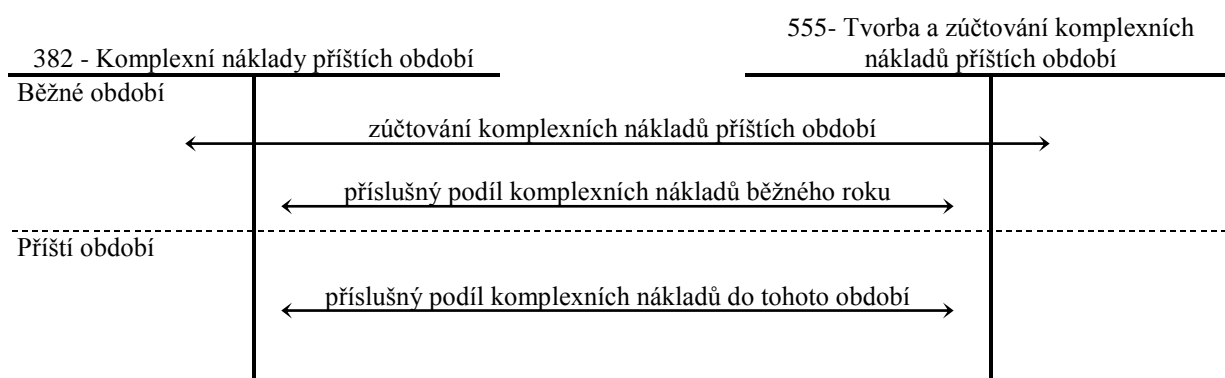 555- Tvorba a zúčtování komplexních
382 - Komplexní náklady příštích období
nákladů příštích období
Běžné období
zúčtování komplexních nákladů příštích období
příslušný podíl komplexních nákladů běžného roku
Příští období
příslušný podíl komplexních nákladů do tohoto období